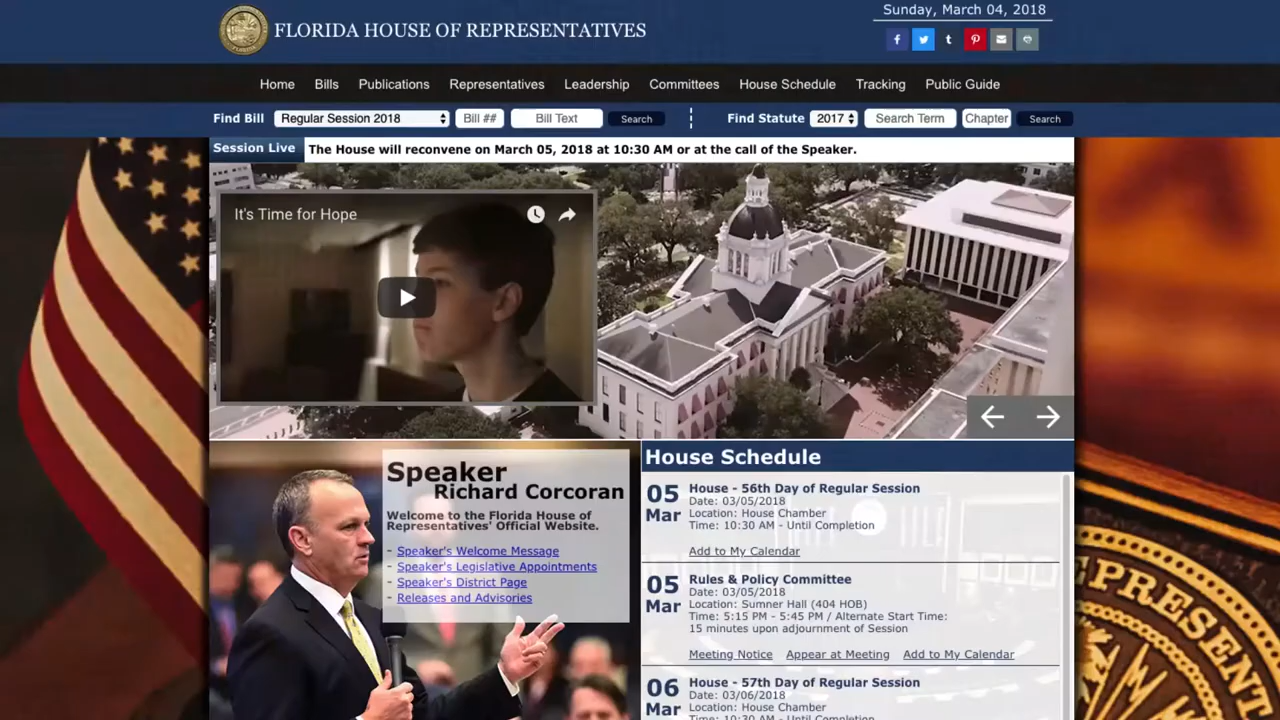 Sunday, March 04, 2018
FLORIDA HOUSE OF REPRESENTATIVES
Home Bills Publications Representatives Leadership Committees House Schedule Tracking Public Guide
Find Bill Regular Session 2018 Bill ## Bill Text Search Find Statute 2017 Search Term Chapter Search
Session Live The House will reconvene on March 05, 2018 at 10:30 AM or at the call of the Speaker.
It's Time for Hope
Speaker
Richard Corcoran
Welcome to the Florida House of
Representatives' Official Website.
- Speaker's Welcome Message
- Speaker's Legislative Appointments
- Speaker's District Page
- Releases and Advisories
House Schedule
05 Mar House - 56th Day of Regular Session
Date: 03/05/2018
Location: House Chamber
Time: 10:30 AM - Until Completion
Add to My Calendar
05 Mar Rules & Policy Committee
Date: 03/05/2018
Location: Sumner Hall (404 HOB)
Time: 5:15 PM - 5:45 PM / Alternate Start Time:
15 minutes upon adjournment of Session
Meeting Notice Appear at Meeting Add to My Calendar
06 Mar House - 57th Day of Regular Session
Date: 03/06/2018
Location: House Chamber
Time: 10:30 AM - Until Completion